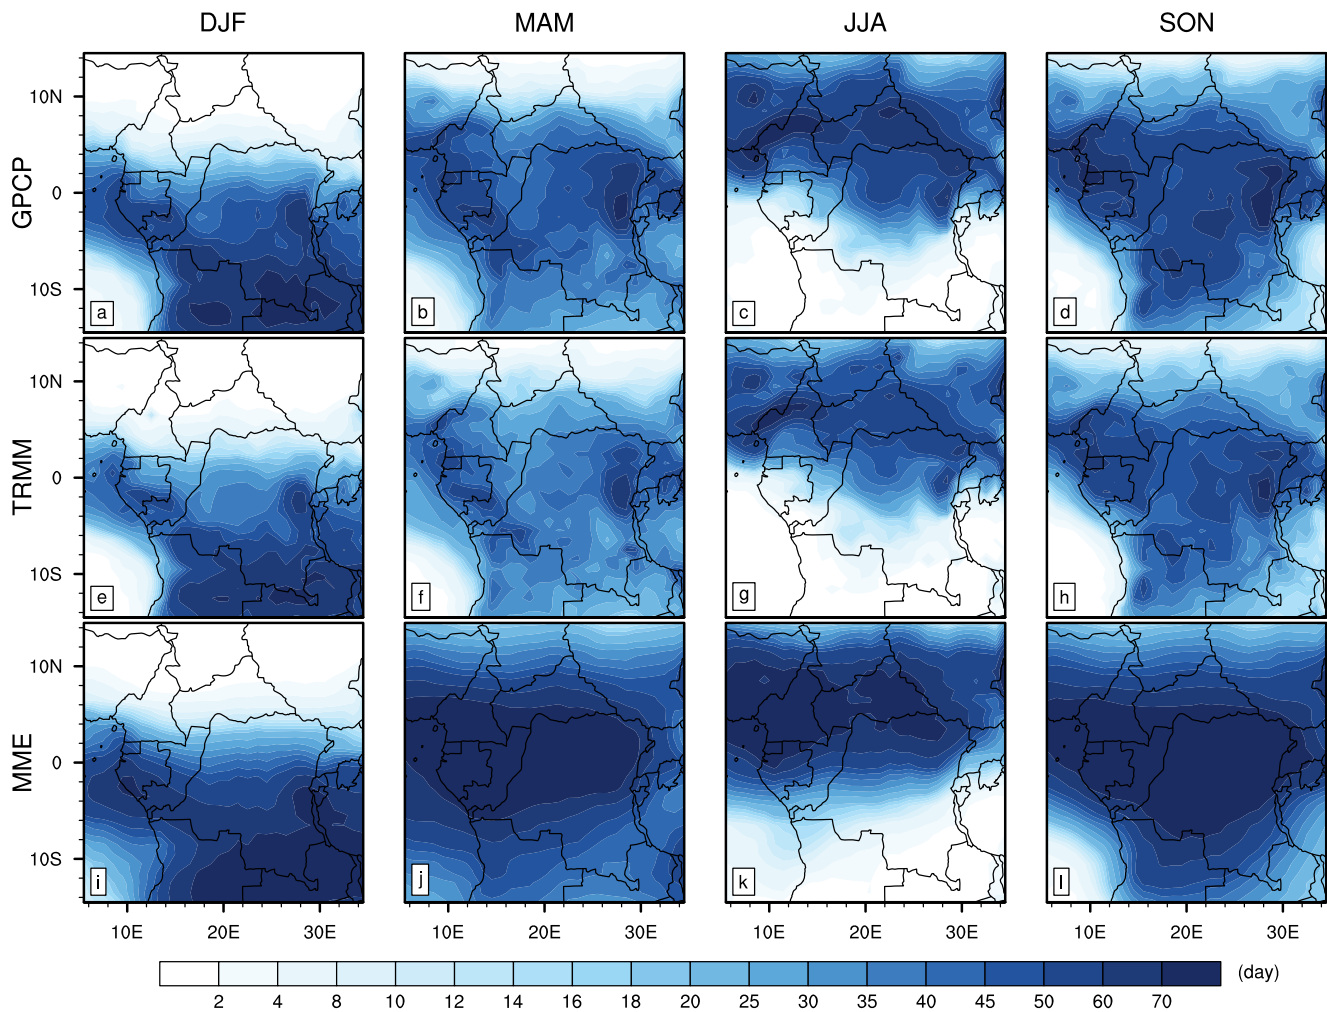 DJF MAM JJA SON
GPCP
10N
0
10S
a b c d
TRMM
10N
0
10S
e f g h
MME
10N
0
10S
i j k l
10E 20E 30E 10E 20E 30E 10E 20E 30E 10E 20E 30E
(day)
2 4 8 10 12 14 16 18 20 25 30 35 40 45 50 60 70